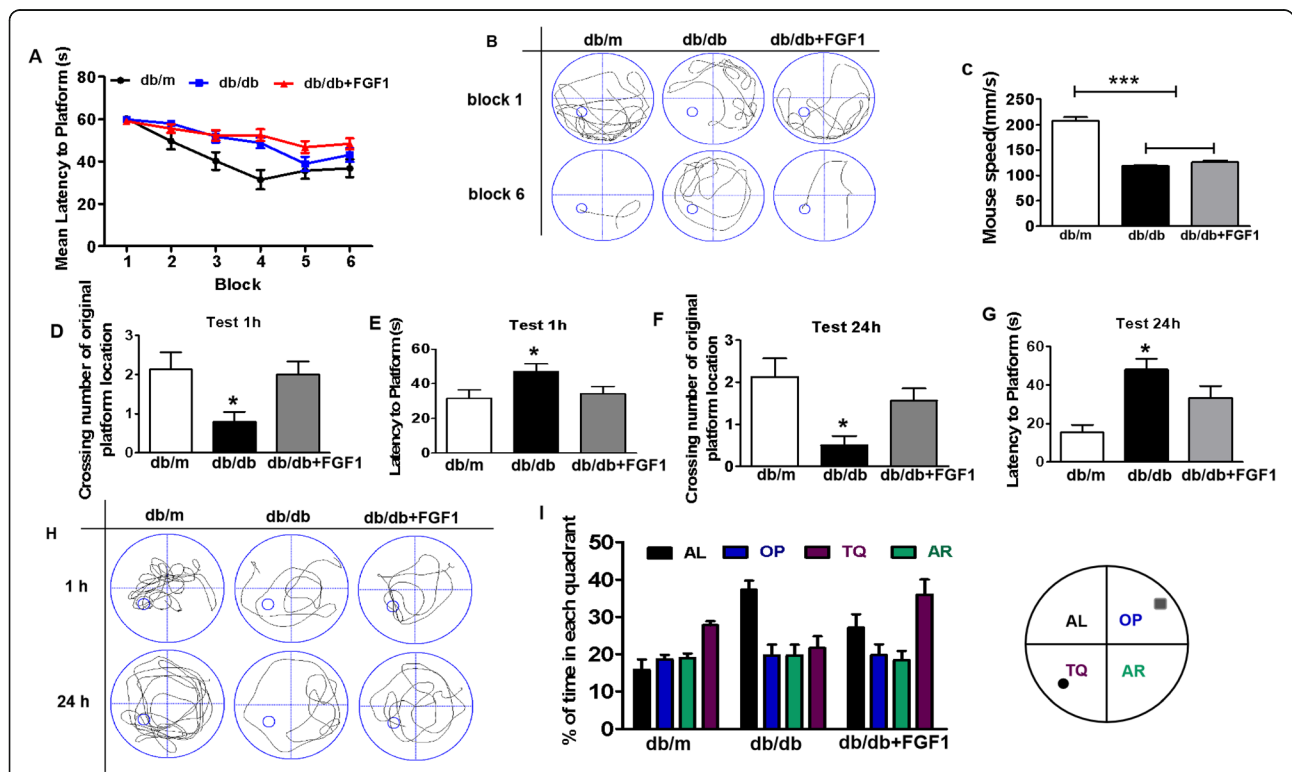 A
db/m db/db db/db+FGF1
Mean Latency to Platform (s)
80
60
40
20
0
1 2 3 4 5 6
Block
B
db/m db/db db/db+FGF1
block 1
block 6
C
***
Mouse speed(mm/s)
250
200
150
100
50
0
db/m db/db db/db+FGF1
D
Test 1h
Crossing number of original
platform location
3
2
1
0
*
db/m db/db db/db+FGF1
E
Test 1h
Latency to Platform (s)
60
40
20
0
*
db/m db/db db/db+FGF1
F
Test 24h
Crossing number of original
platform location
3
2
1
0
*
db/m db/db db/db+FGF1
G
Test 24h
Latency to Platform (s)
60
40
20
0
*
db/m db/db db/db+FGF1
H
db/m db/db db/db+FGF1
1 h
24 h
I
AL OP TQ AR
% of time in each quadrant
50
40
30
20
10
0
db/m db/db db/db+FGF1
AL OP
TQ AR